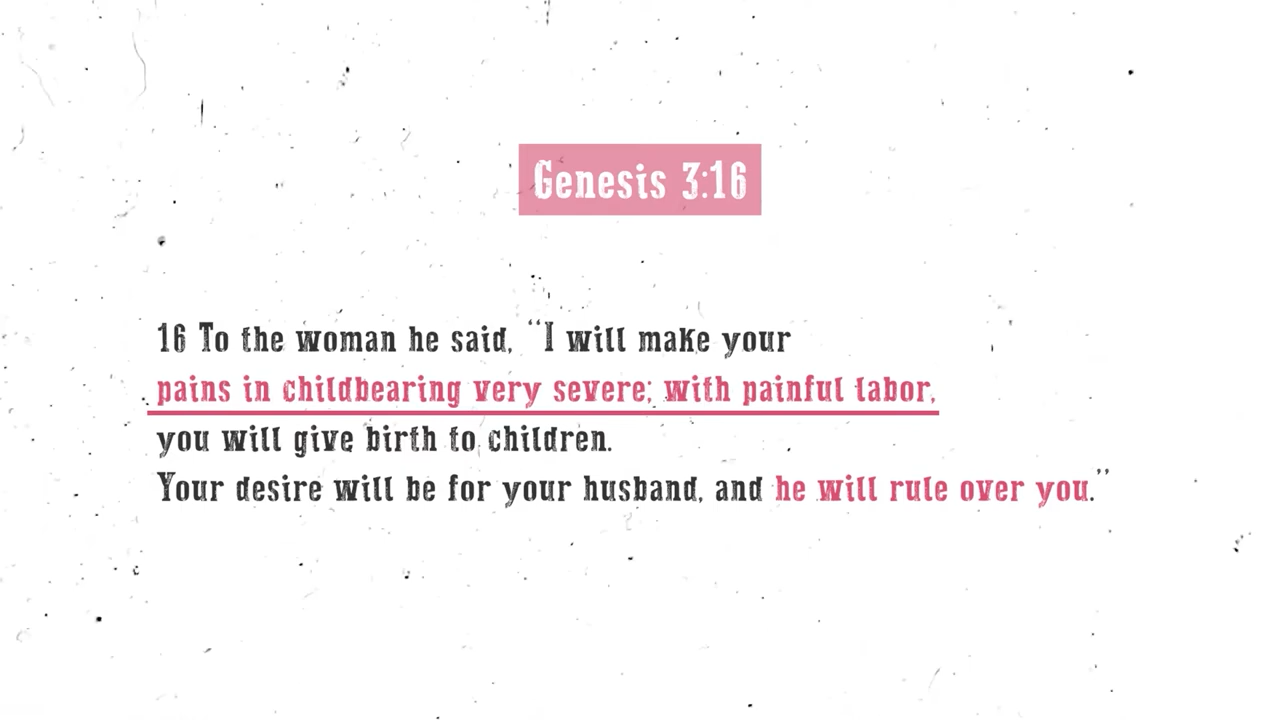 Genesis 3:16
16 To the woman he said, “I will make your
pains in childbearing very severe; with painful labor,
you will give birth to children.
Your desire will be for your husband, and he will rule over you.”